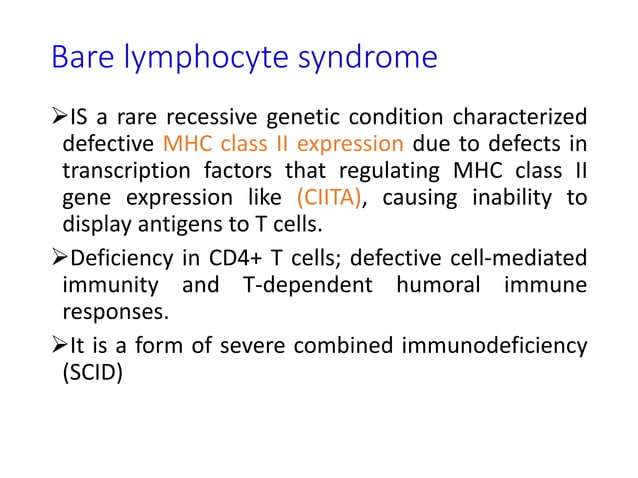 Bare lymphocyte syndrome
➢IS a rare recessive genetic condition characterized
defective MHC class II expression due to defects in
transcription factors that regulating MHC class II
gene expression like (CIITA), causing inability to
display antigens to T cells.
➢Deficiency in CD4+ T cells; defective cell-mediated
immunity and T-dependent humoral immune
responses.
➢It is a form of severe combined immunodeficiency
(SCID)